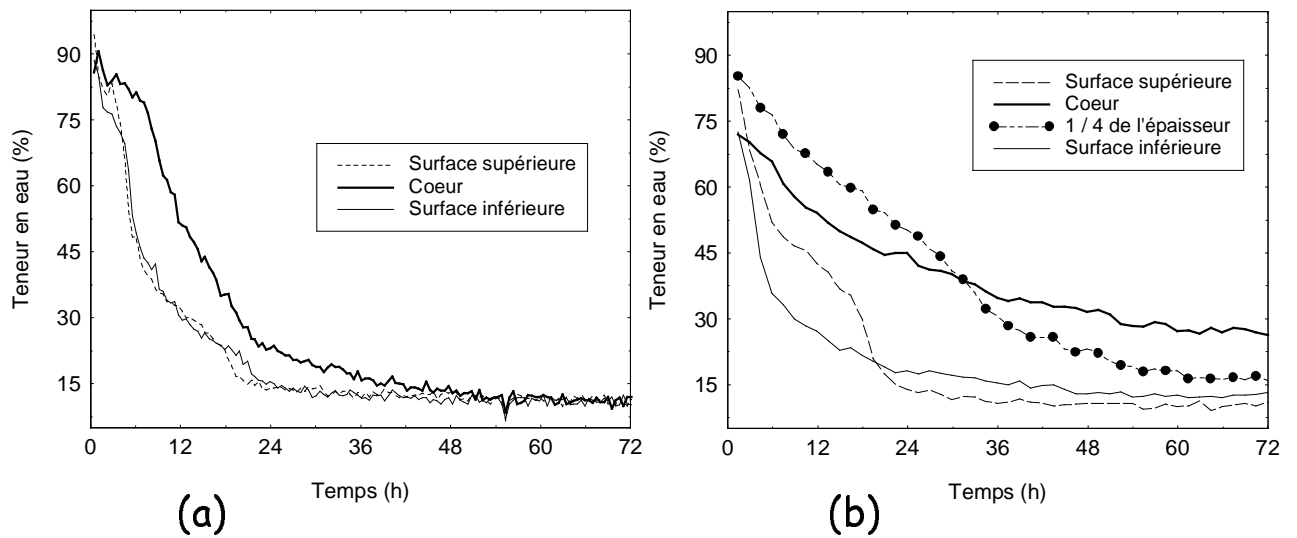 90
75
60
45
30
15
Teneur en eau (%)
Surface supérieure
Coeur
Surface inférieure
0 12 24 36 48 60 72
Temps (h)
(a)
90
75
60
45
30
15
Teneur en eau (%)
Surface supérieure
Coeur
1 / 4 de l'épaisseur
Surface inférieure
0 12 24 36 48 60 72
Temps (h)
(b)